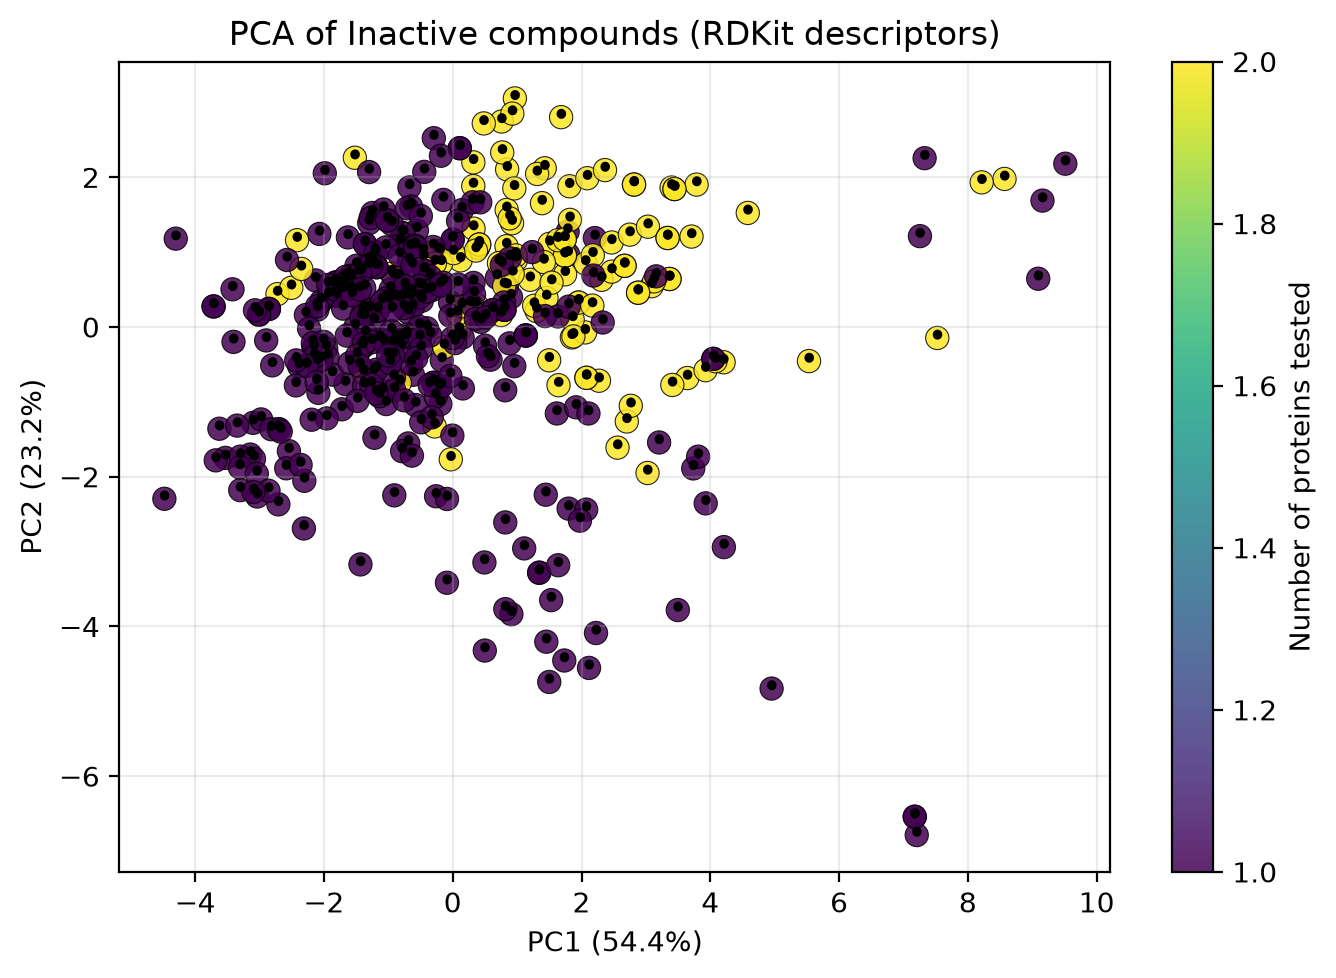 PCA of Inactive compounds (RDKit descriptors)
2
0
−2
−4
−6
PC2 (23.2%)
−4 −2 0 2 4 6 8 10
PC1 (54.4%)
2.0
1.8
1.6
1.4
1.2
1.0
Number of proteins tested